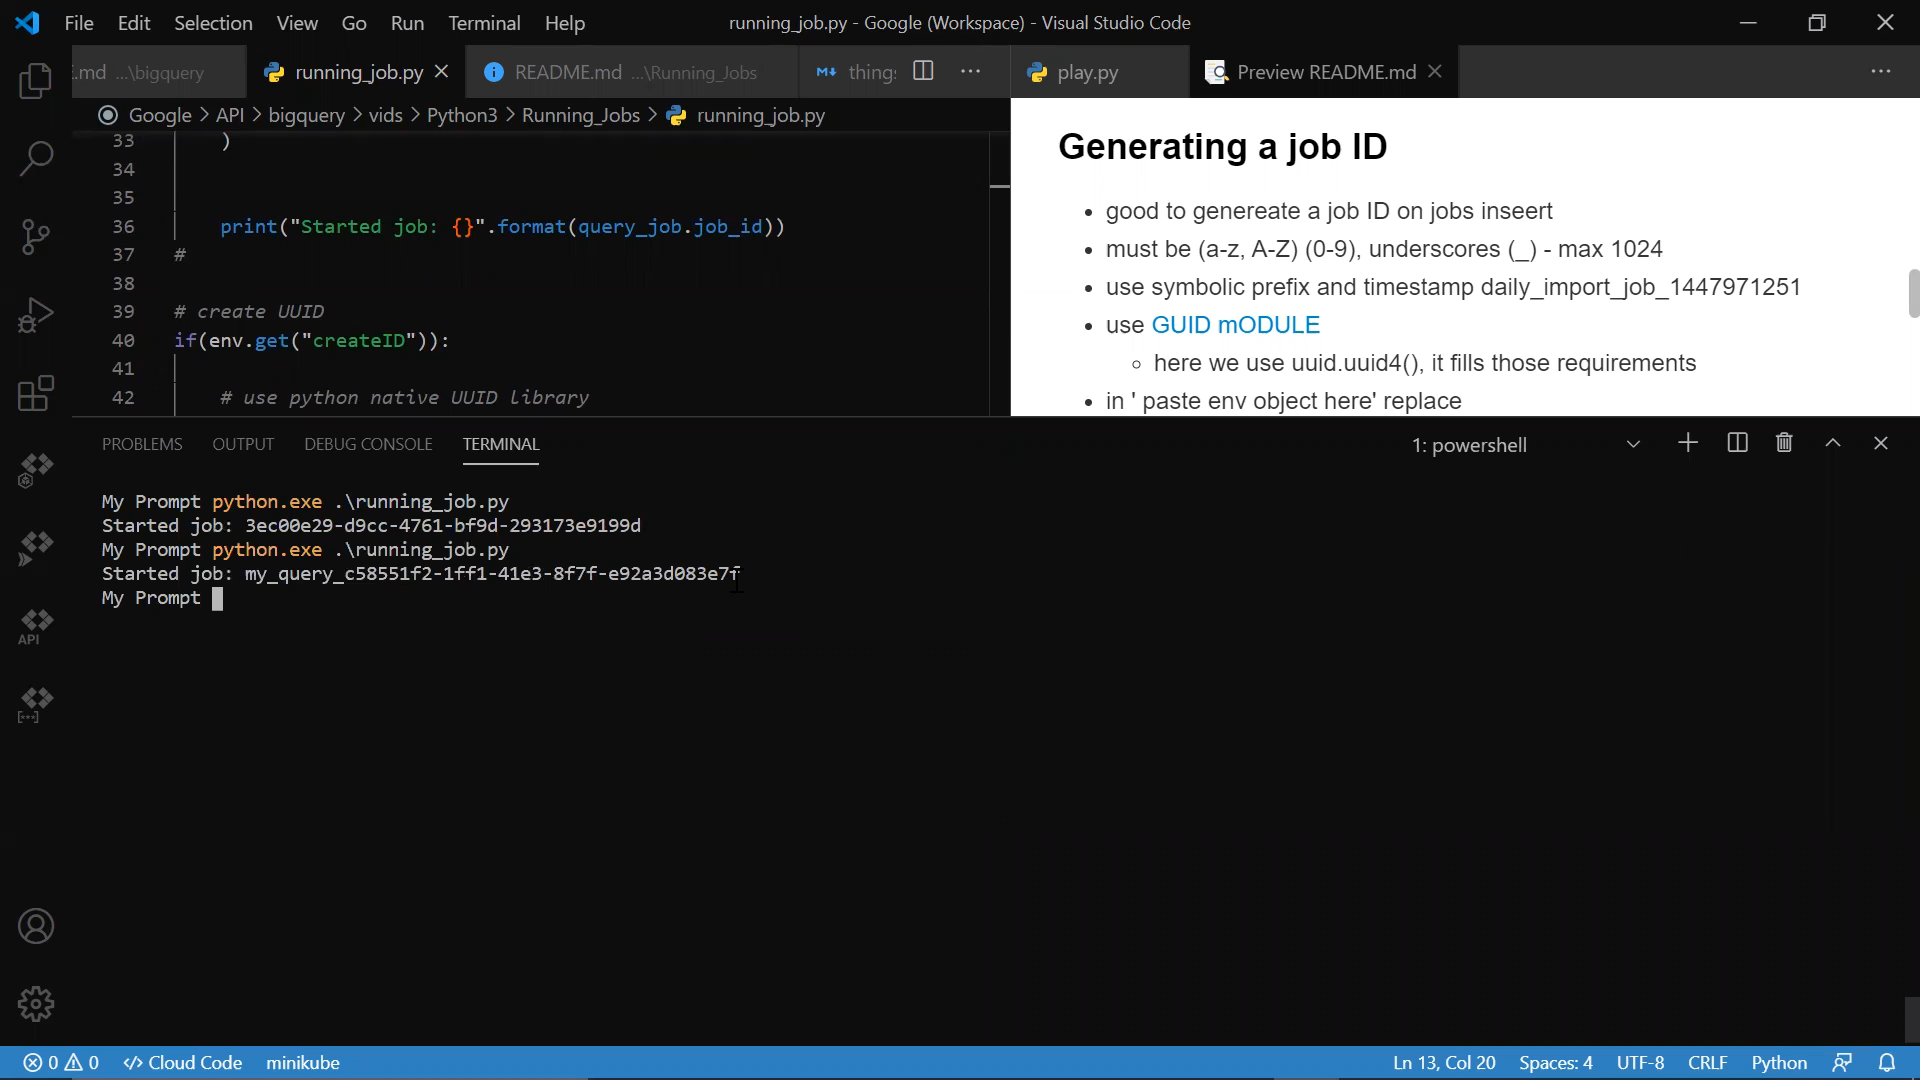 File Edit Selection View Go Run Terminal Help
running_job.py - Google (Workspace) - Visual Studio Code
.md ...\bigquery
running_job.py
README.md ...\Running_Jobs
things
play.py
Preview README.md
Google > API > bigquery > vids > Python3 > Running_Jobs > running_job.py
33 )
34
35
36 print("Started job: {}".format(query_job.job_id))
37 #
38
39 # create UUID
40 if(env.get("createID")):
41
42 # use python native UUID library
Generating a job ID
• good to genereate a job ID on jobs inseert
• must be (a-z, A-Z) (0-9), underscores (_) - max 1024
• use symbolic prefix and timestamp daily_import_job_1447971251
• use GUID mODULE
◦ here we use uuid.uuid4(), it fills those requirements
• in ' paste env object here' replace
PROBLEMS OUTPUT DEBUG CONSOLE TERMINAL
1: powershell
My Prompt python.exe .\running_job.py
Started job: 3ec00e29-d9cc-4761-bf9d-293173e9199d
My Prompt python.exe .\running_job.py
Started job: my_query_c58551f2-1ff1-41e3-8f7f-e92a3d083e7f
My Prompt
API
0 0 Cloud Code minikube
Ln 13, Col 20 Spaces: 4 UTF-8 CRLF Python